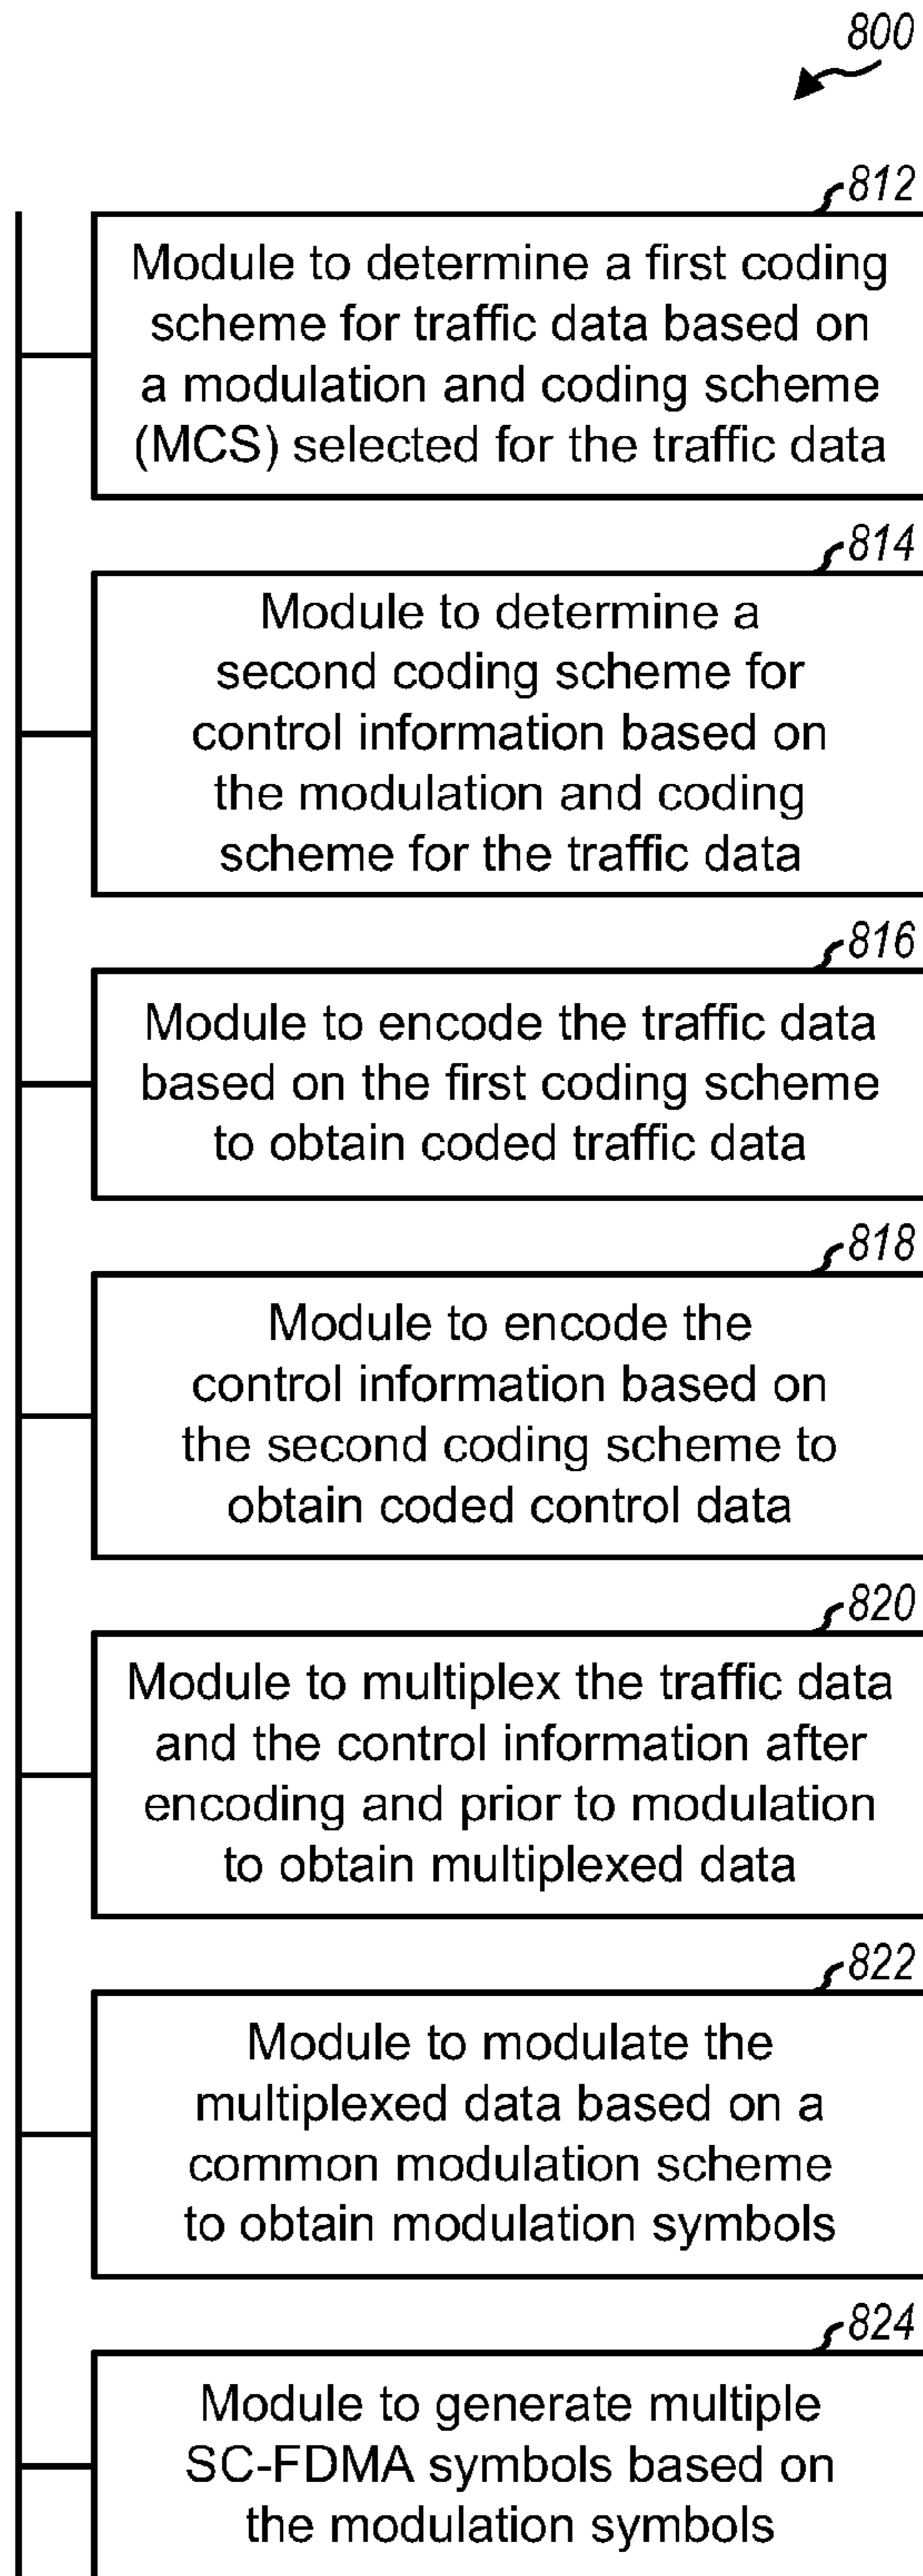 800
812
Module to determine a first coding
scheme for traffic data based on
a modulation and coding scheme
(MCS) selected for the traffic data
814
Module to determine a
second coding scheme for
control information based on
the modulation and coding
scheme for the traffic data
816
Module to encode the traffic data
based on the first coding scheme
to obtain coded traffic data
818
Module to encode the
control information based on
the second coding scheme to
obtain coded control data
820
Module to multiplex the traffic data
and the control information after
encoding and prior to modulation
to obtain multiplexed data
822
Module to modulate the
multiplexed data based on a
common modulation scheme
to obtain modulation symbols
824
Module to generate multiple
SC-FDMA symbols based on
the modulation symbols